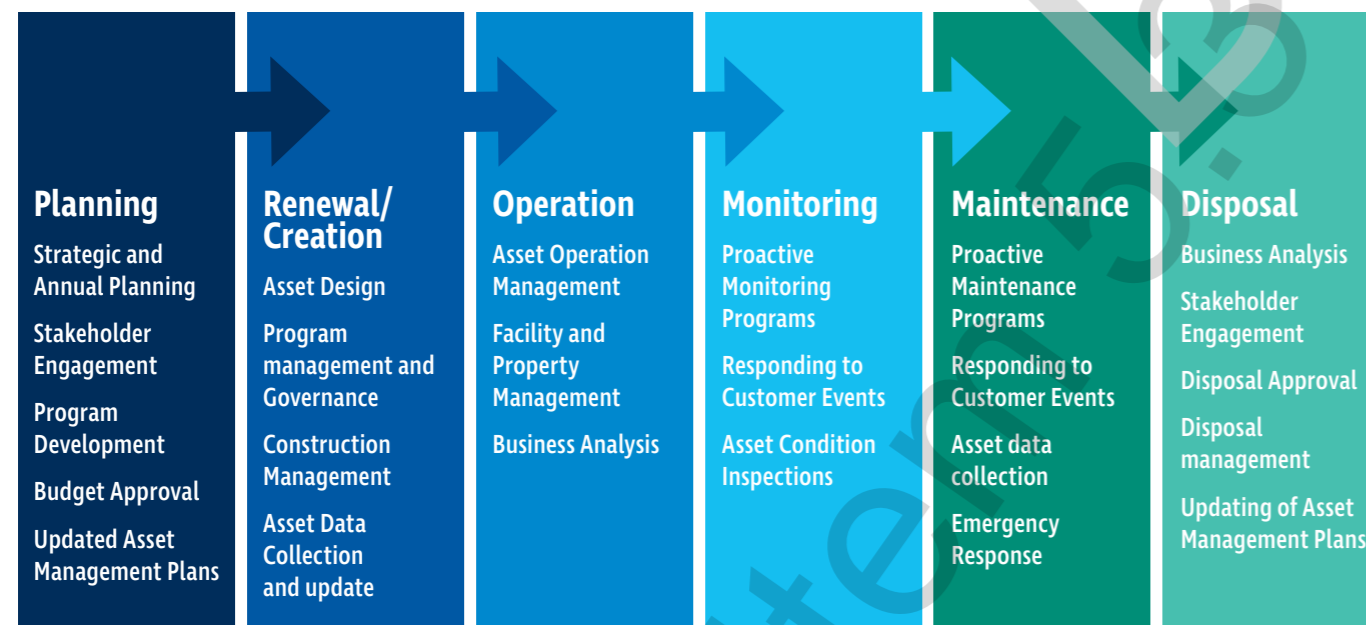 Planning
Strategic and
Annual Planning
Stakeholder
Engagement
Program
Development
Budget Approval
Updated Asset
Management Plans
Renewal/
Creation
Asset Design
Program
management and
Governance
Construction
Management
Asset Data
Collection
and update
Operation
Asset Operation
Management
Facility and
Property
Management
Business Analysis
Monitoring
Proactive
Monitoring
Programs
Responding to
Customer Events
Asset Condition
Inspections
Maintenance
Proactive
Maintenance
Programs
Responding to
Customer Events
Asset data
collection
Emergency
Response
Disposal
Business Analysis
Stakeholder
Engagement
Disposal Approval
Disposal
management
Updating of Asset
Management Plans